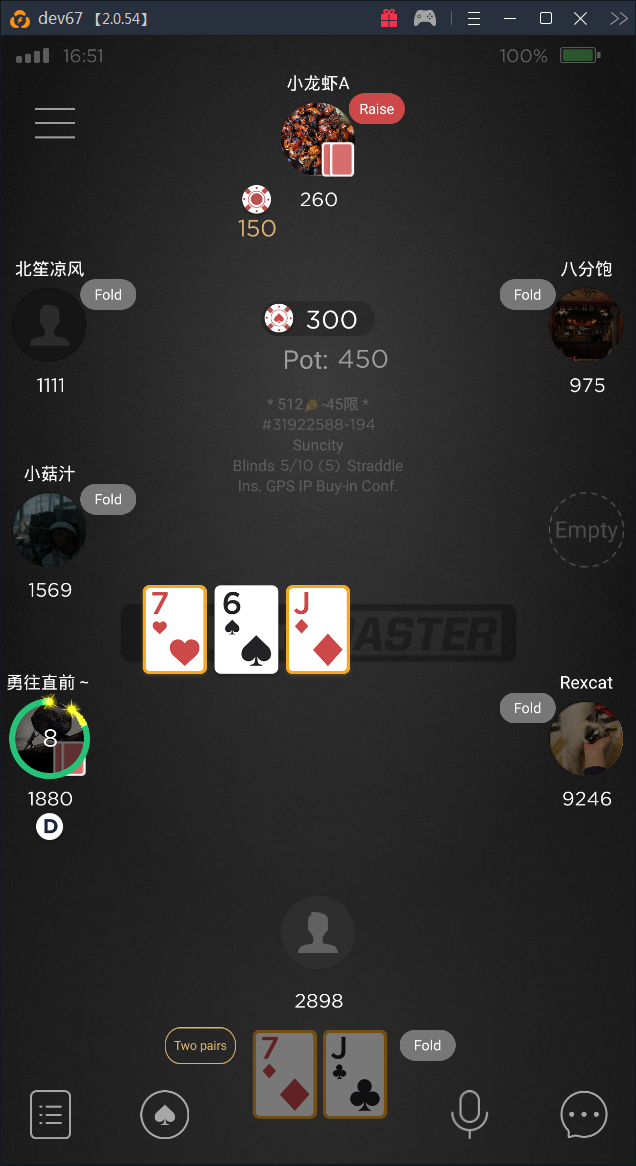 dev67 【2.0.54】
16:51
100%
小龙虾A
Raise
260
150
北笙凉风
Fold
1111
八分饱
Fold
975
300
Pot: 450
* 512🎉-45限 *
#31922588-194
Suncity
Blinds 5/10 (5) Straddle
Ins. GPS IP Buy-in Conf.
小菇汁
Fold
1569
Empty
7 6 J
MASTER
勇往直前 ~
8
1880
D
Rexcat
Fold
9246
2898
Two pairs
7 J
Fold